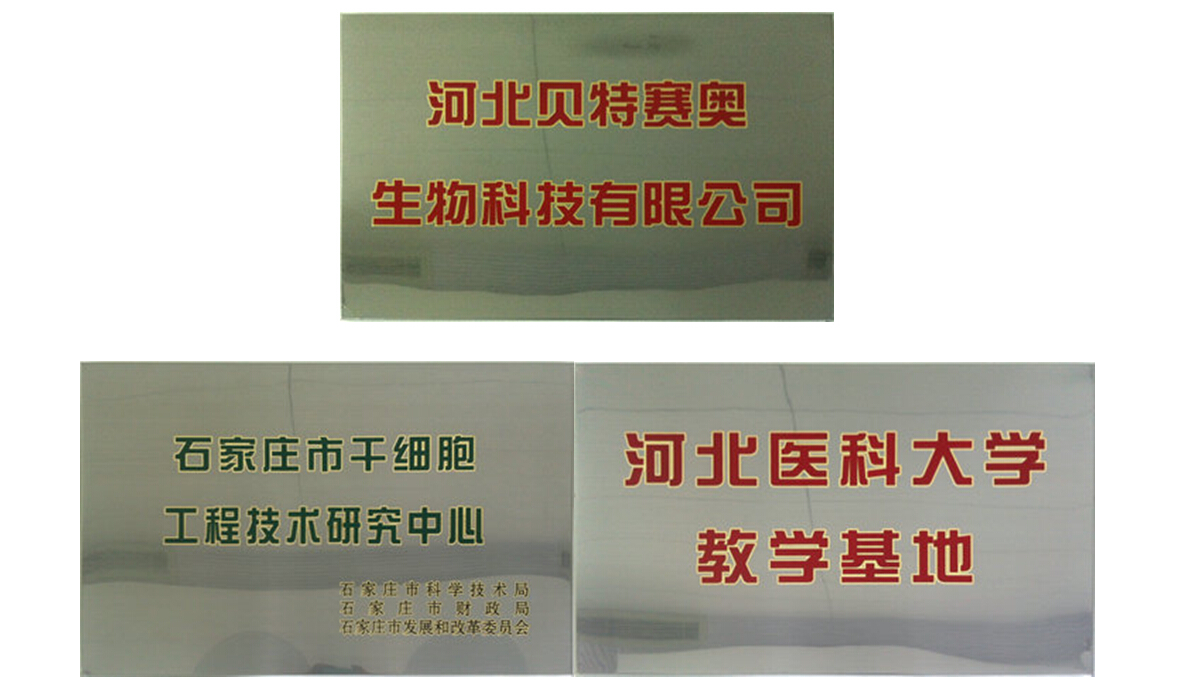 河北贝特赛奥
生物科技有限公司
石家庄市干细胞
工程技术研究中心
石家庄市科学技术局
石家庄市财政局
石家庄市发展和改革委员会
河北医科大学
教学基地